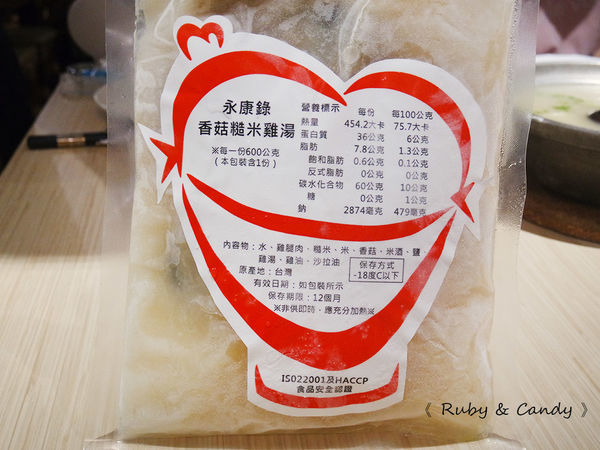 永康錄
香菇糙米雞湯
※每一份600公克
(本包裝含1份)
營養標示 每份 每100公克
熱量 454.2大卡 75.7大卡
蛋白質 36公克 6公克
脂肪 7.8公克 1.3公克
飽和脂肪 0.6公克 0.1公克
反式脂肪 0公克 0公克
碳水化合物 60公克 10公克
糖 0公克 1公克
鈉 2874毫克 479毫克
內容物：水、雞腿肉、糙米、米、香菇、米酒、鹽
雞湯、雞油、沙拉油
原產地：台灣
保存方式
-18度C以下
有效日期：如包裝所示
保存期限：12個月
※非供即時，應充分加熱※
ISO22001及HACCP
食品安全認證
《 Ruby & Candy 》